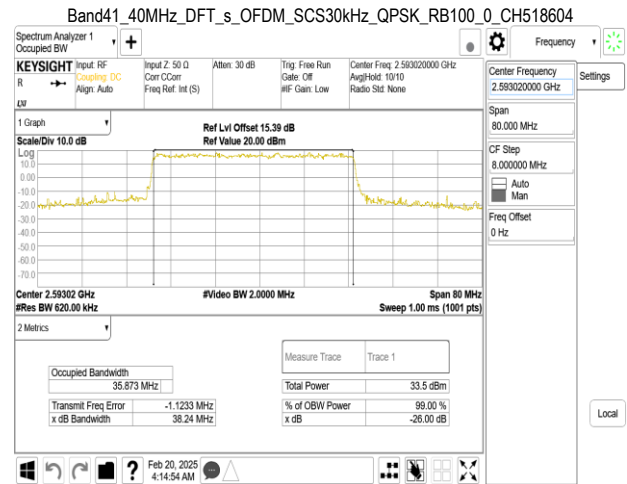 Band41_40MHz_DFT_s_OFDM_SCS30kHz_QPSK_RB100_0_CH518604
Spectrum Analyzer 1
Occupied BW
+
Frequency
KEYSIGHT
R
LXI
Input: RF
Coupling: DC
Align: Auto
Input Z: 50 Ω
Corr CCorr
Freq Ref: Int (S)
Atten: 30 dB
Trig: Free Run
Gate: Off
#IF Gain: Low
Center Freq: 2.593020000 GHz
Avg|Hold: 10/10
Radio Std: None
Center Frequency
2.593020000 GHz
Settings
Span
80.000 MHz
CF Step
8.000000 MHz
Auto
Man
Freq Offset
0 Hz
Local
1 Graph
Scale/Div 10.0 dB
Ref Lvl Offset 15.39 dB
Ref Value 20.00 dBm
Log
10.0
0.00
-10.0
-20.0
-30.0
-40.0
-50.0
-60.0
-70.0
Center 2.59302 GHz
#Video BW 2.0000 MHz
Span 80 MHz
#Res BW 620.00 kHz
Sweep 1.00 ms (1001 pts)
2 Metrics
Measure Trace
Trace 1
Occupied Bandwidth
35.873 MHz
Total Power
33.5 dBm
Transmit Freq Error
-1.1233 MHz
% of OBW Power
99.00 %
x dB Bandwidth
38.24 MHz
x dB
-26.00 dB
?
Feb 20, 2025
4:14:54 AM